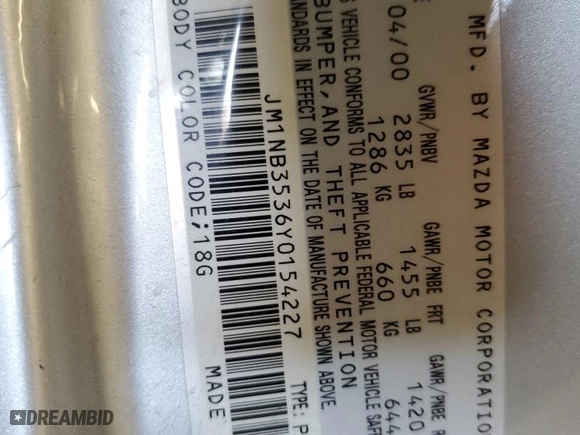 MFD. BY MAZDA MOTOR CORPORATIO
04/00
GVWR/PNBV GAWR/PNBE FRT GAWR/PNBE R
2835 LB 1455 LB 1420
1286 KG 660 KG 644
VEHICLE CONFORMS TO ALL APPLICABLE FEDERAL MOTOR VEHICLE SAF
BUMPER, AND THEFT PREVENTION
STANDARDS IN EFFECT ON THE DATE OF MANUFACTURE SHOWN ABOVE.
JM1NB3536Y0154227 TYPE: P
BODY COLOR CODE;18G MADE
DREAMBID